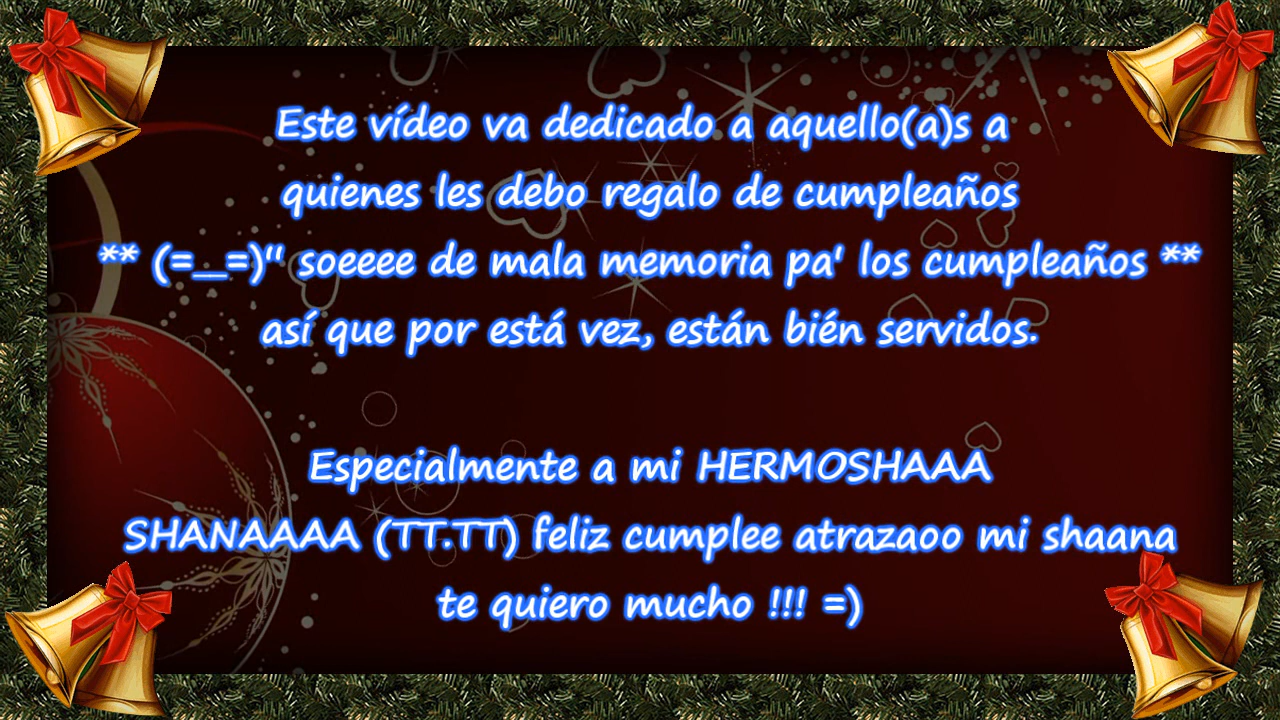 Este vídeo va dedicado a aquello(a)s a
quienes les debo regalo de cumpleaños
** (=__=)“ soeeee de mala memoria pa' los cumpleaños **
así que por está vez, están bién servidos.
Especialmente a mi HERMOSHAAA
SHANAAAA (TT.TT) feliz cumplee atrazaoo mi shaana
te quiero mucho !!! =)